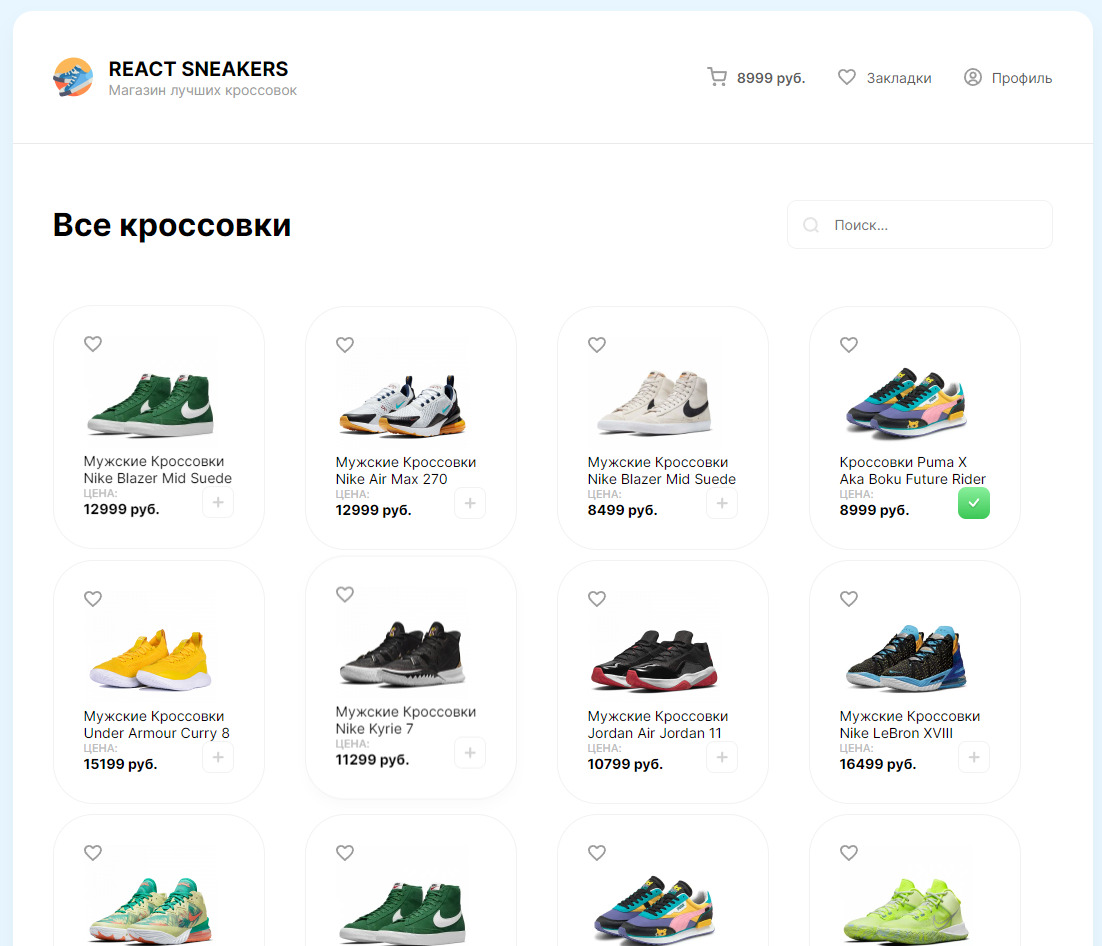 REACT SNEAKERS
Магазин лучших кроссовок
8999 руб.
Закладки
Профиль
Все кроссовки
Поиск...
Мужские Кроссовки
Nike Blazer Mid Suede
ЦЕНА:
12999 руб.
Мужские Кроссовки
Nike Air Max 270
ЦЕНА:
12999 руб.
Мужские Кроссовки
Nike Blazer Mid Suede
ЦЕНА:
8499 руб.
Кроссовки Puma X
Aka Boku Future Rider
ЦЕНА:
8999 руб.
Мужские Кроссовки
Under Armour Curry 8
ЦЕНА:
15199 руб.
Мужские Кроссовки
Nike Kyrie 7
ЦЕНА:
11299 руб.
Мужские Кроссовки
Jordan Air Jordan 11
ЦЕНА:
10799 руб.
Мужские Кроссовки
Nike LeBron XVIII
ЦЕНА:
16499 руб.